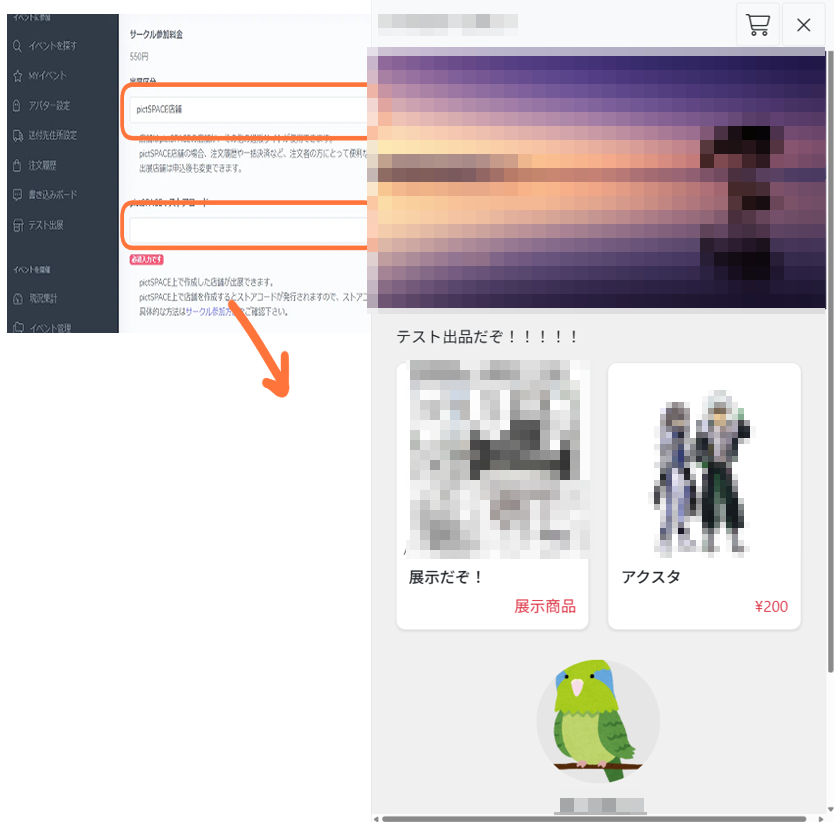 イベントに参加
イベントを探す
MYイベント
アバター設定
送付先住所設定
注文履歴
書き込みボード
テスト出展
イベントを開催
現況集計
イベント管理
サークル参加料金
550円
出展区分
pictSPACE店舗
pictSPACE店舗の場合、注文履歴や一括決済など、注文者の方にとって便利な
出展店舗は申込後も変更できます。
必須入力です
pictSPACE上で作成した店舗が出展できます。
pictSPACE上で店舗を作成するとストアコードが発行されますので、ストアコ
具体的な方法はサークル参加方
ご確認下さい。
テスト出品だぞ！！！！！
展示だぞ！
展示商品
アクスタ
¥200